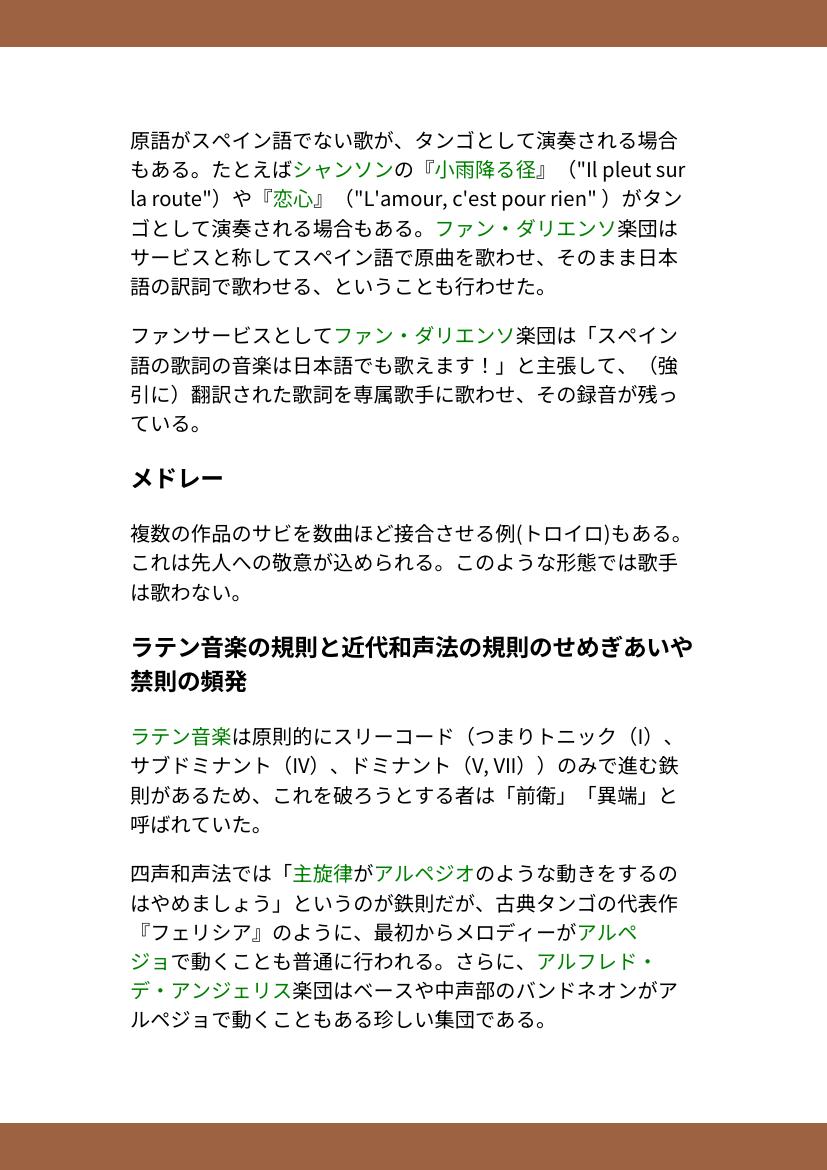 原語がスペイン語でない歌が、タンゴとして演奏される場合
もある。たとえばシャンソンの『小雨降る径』（"Il pleut sur
la route"）や『恋心』（"L'amour, c'est pour rien" ）がタン
ゴとして演奏される場合もある。ファン・ダリエンソ楽団は
サービスと称してスペイン語で原曲を歌わせ、そのまま日本
語の訳詞で歌わせる、ということも行わせた。
ファンサービスとしてファン・ダリエンソ楽団は「スペイン
語の歌詞の音楽は日本語でも歌えます！」と主張して、（強
引に）翻訳された歌詞を専属歌手に歌わせ、その録音が残っ
ている。
メドレー
複数の作品のサビを数曲ほど接合させる例(トロイロ)もある。
これは先人への敬意が込められる。このような形態では歌手
は歌わない。
ラテン音楽の規則と近代和声法の規則のせめぎあいや
禁則の頻発
ラテン音楽は原則的にスリーコード（つまりトニック（I）、
サブドミナント（IV）、ドミナント（V, VII））のみで進む鉄
則があるため、これを破ろうとする者は「前衛」「異端」と
呼ばれていた。
四声和声法では「主旋律がアルペジオのような動きをするの
はやめましょう」というのが鉄則だが、古典タンゴの代表作
『フェリシア』のように、最初からメロディーがアルペ
ジョで動くことも普通に行われる。さらに、アルフレド・
デ・アンジェリス楽団はベースや中声部のバンドネオンがア
ルペジョで動くこともある珍しい集団である。